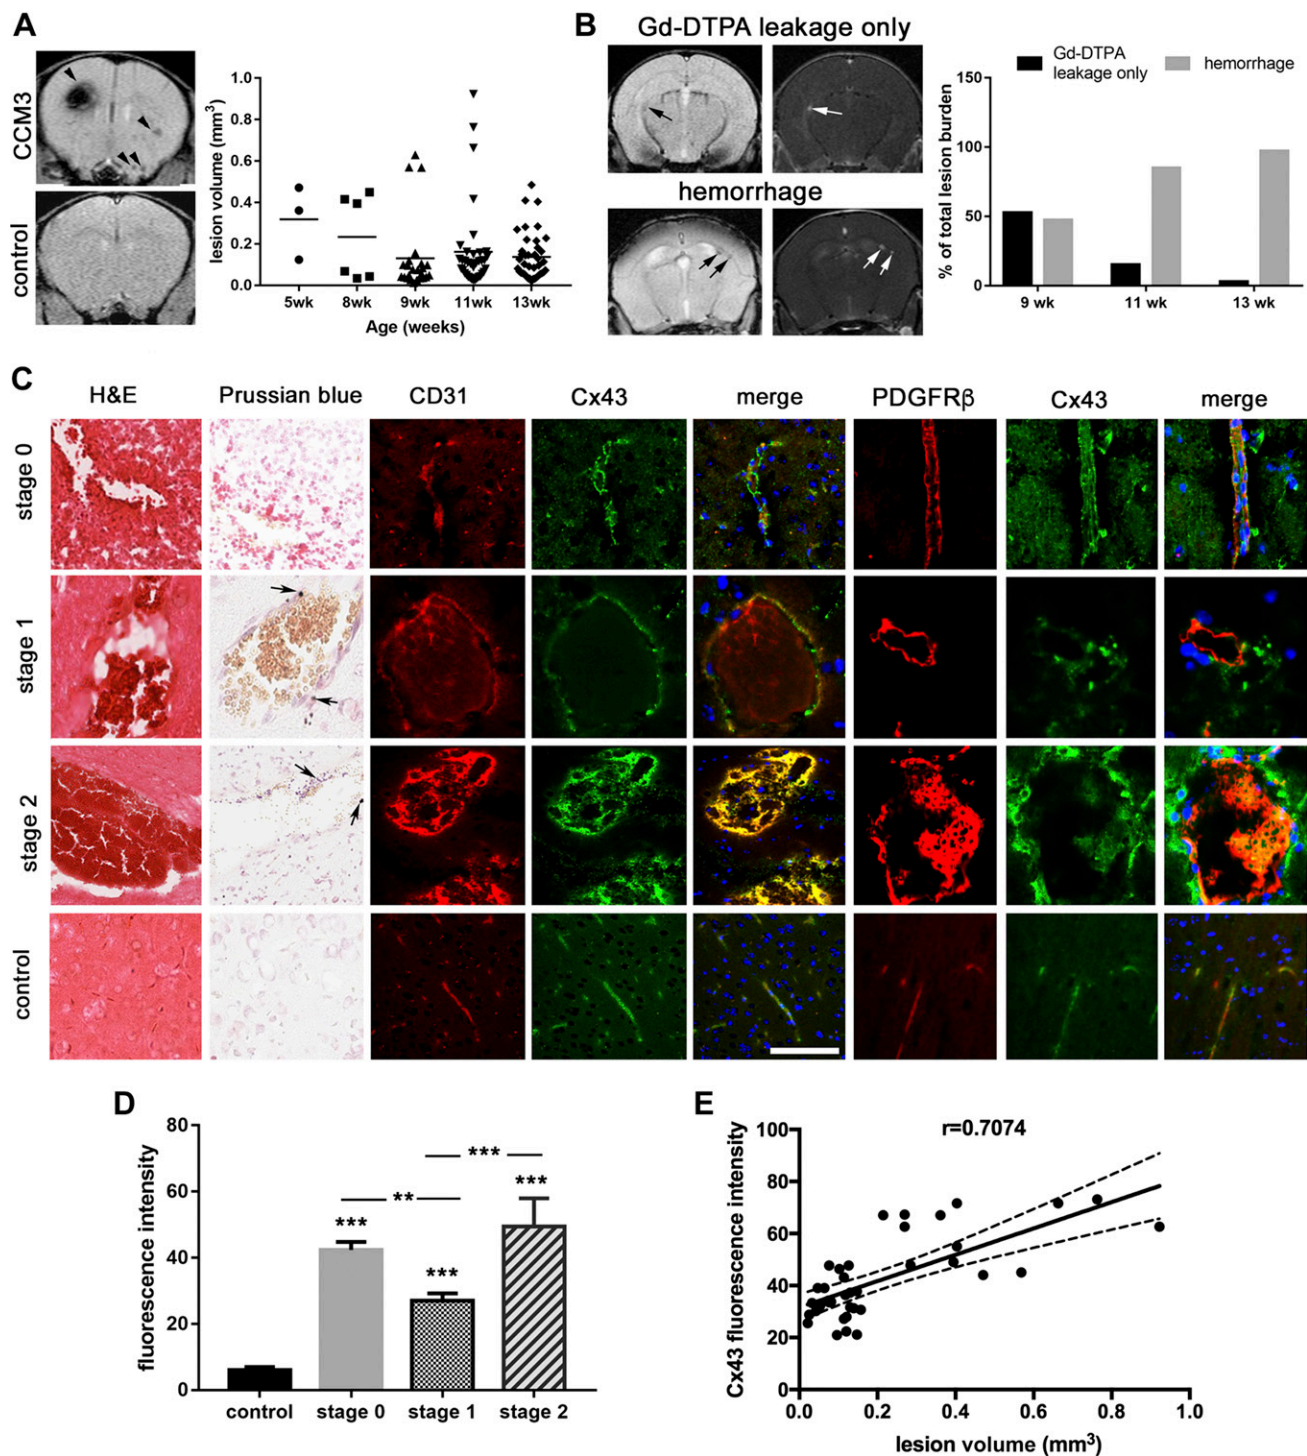 A
CCM3
control
lesion volume (mm³)
1.0
0.8
0.6
0.4
0.2
0.0
5wk 8wk 9wk 11wk 13wk
Age (weeks)
B
Gd-DTPA leakage only
hemorrhage
Gd-DTPA
leakage only
hemorrhage
% of total lesion burden
150
100
50
0
9 wk 11 wk 13 wk
C
H&E Prussian blue CD31 Cx43 merge PDGFRβ Cx43 merge
stage 0
stage 1
stage 2
control
D
fluorescence intensity
80
60
40
20
0
*** 
** ***
***
***
control stage 0 stage 1 stage 2
E
r=0.7074
Cx43 fluorescence intensity
100
80
60
40
20
0
0.0 0.2 0.4 0.6 0.8 1.0
lesion volume (mm³)